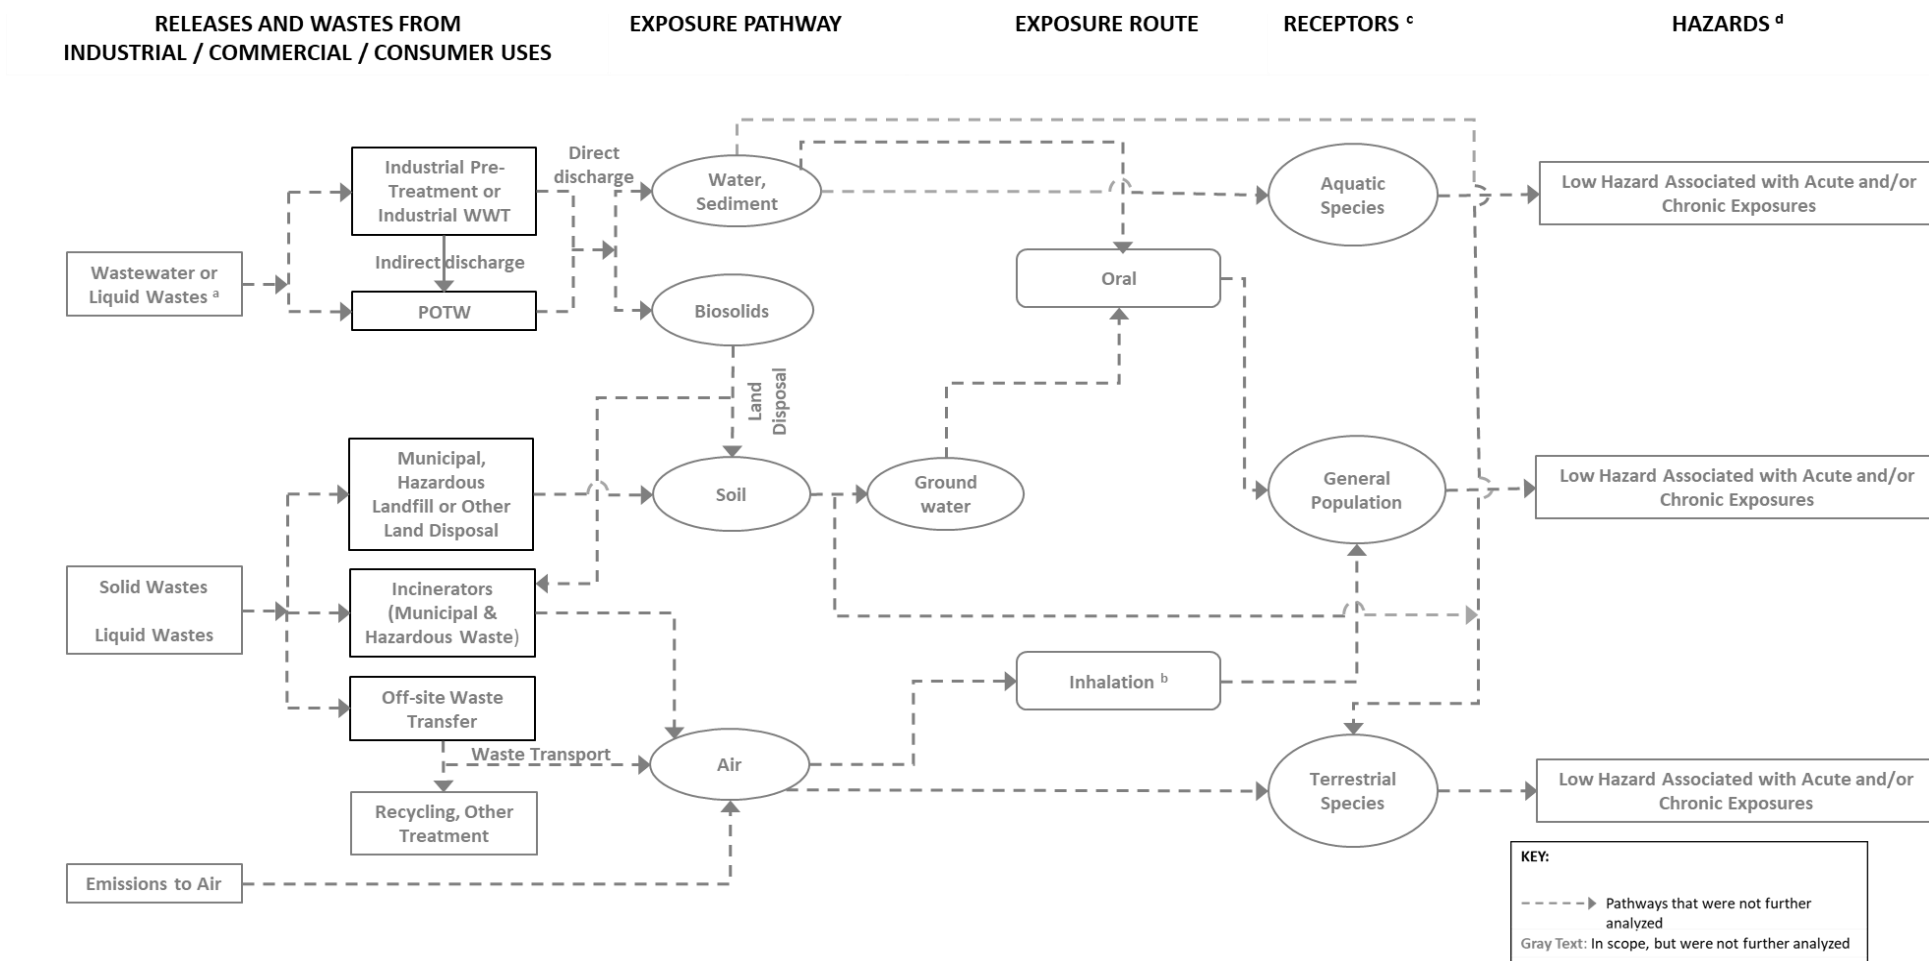 RELEASES AND WASTES FROM
INDUSTRIAL / COMMERCIAL / CONSUMER USES
EXPOSURE PATHWAY
EXPOSURE ROUTE
RECEPTORS c
HAZARDS d
Industrial Pre-
Treatment or
Industrial WWT
Direct
discharge
Water,
Sediment
Aquatic
Species
Low Hazard Associated with Acute and/or
Chronic Exposures
Wastewater or
Liquid Wastes a
Indirect discharge
POTW
Biosolids
Oral
Land
Disposal
Municipal,
Hazardous
Landfill or Other
Land Disposal
Soil
Ground
water
General
Population
Low Hazard Associated with Acute and/or
Chronic Exposures
Solid Wastes
Liquid Wastes
Incinerators
(Municipal &
Hazardous Waste)
Off-site Waste
Transfer
Waste Transport
Inhalation b
Air
Terrestrial
Species
Low Hazard Associated with Acute and/or
Chronic Exposures
Recycling, Other
Treatment
Emissions to Air
KEY:
Pathways that were not further
analyzed
Gray Text: In scope, but were not further analyzed